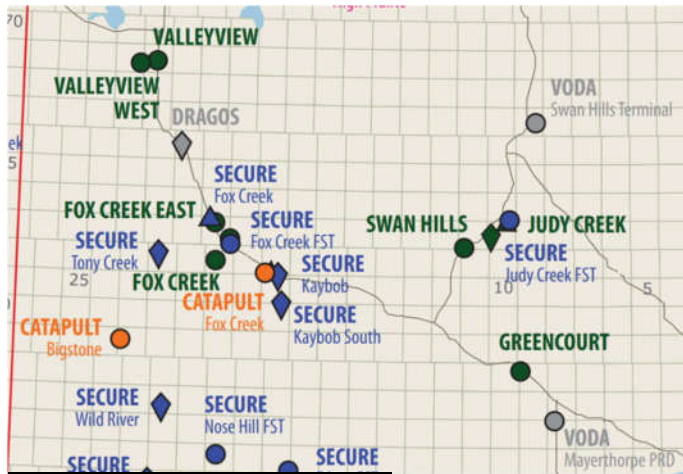 70
VALLEYVIEW
VALLEYVIEW
WEST
DRAGOS
VODA
Swan Hills Terminal
ek
5
SECURE
Fox Creek
FOX CREEK EAST
SECURE
Fox Creek FST
SWAN HILLS
JUDY CREEK
SECURE
Tony Creek
SECURE
Judy Creek FST
25
FOX CREEK
SECURE
Kaybob
10
5
0
CATAPULT
Fox Creek
SECURE
Kaybob South
CATAPULT
Bigstone
GREENCOURT
SECURE
Wild River
SECURE
Nose Hill FST
VODA
Mayerthorpe PRD
SECURE
SECURE